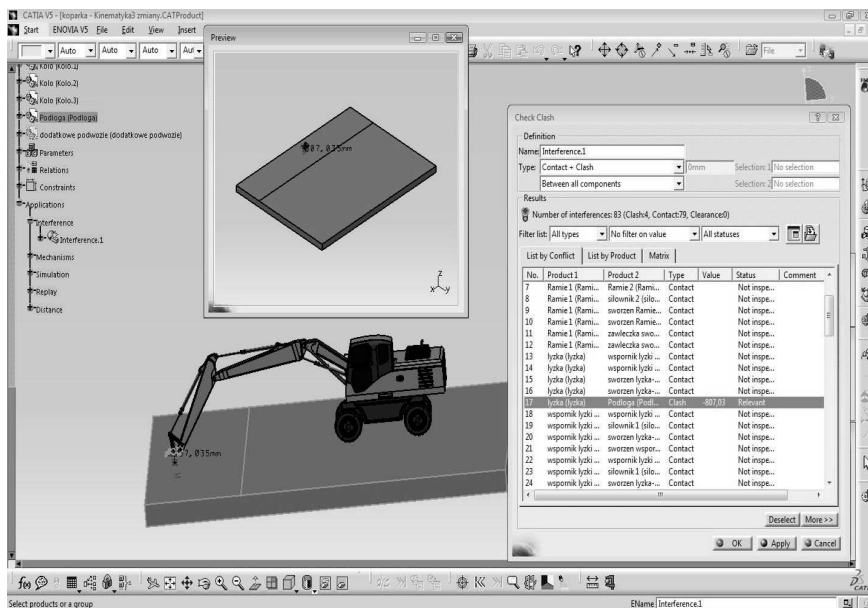 CATIA V5 - [koparka - Kinematyka3 zmiany.CATProduct]
Start ENOVIA V5 File Edit View Insert
Auto Auto Auto Aut File
Kolo (Kolo.1)
Kolo (Kolo.2)
Kolo (Kolo.3)
Podloga (Podloga)
dodatkowe podwozie (dodatkowe podwozie)
Parameters
Relations
Constraints
Applications
Interference
Interference.1
Mechanisms
Simulation
Replay
Distance
Preview
07,035mm
z
x y
7,035mm
Check Clash
Definition
Name: Interference.1
Type: Contact + Clash 0mm Selection: 1 No selection
Between all components Selection: 2 No selection
Results
Number of interferences: 83 (Clash:4, Contact:79, Clearance:0)
Filter list: All types No filter on value All statuses
List by Conflict List by Product Matrix
No. Product 1 Product 2 Type Value Status Comment
7 Ramie 1 (Rami... Ramie 2 (Rami... Contact Not inspe...
8 Ramie 1 (Rami... silownik 2 (silo... Contact Not inspe...
9 Ramie 1 (Rami... sworzen Ramie... Contact Not inspe...
10 Ramie 1 (Rami... sworzen Ramie... Contact Not inspe...
11 Ramie 1 (Rami... zawleczka swo... Contact Not inspe...
12 Ramie 1 (Rami... zawleczka swo... Contact Not inspe...
13 lyzka (lyzka) wspornik lyzki ... Contact Not inspe...
14 lyzka (lyzka) wspornik lyzki ... Contact Not inspe...
15 lyzka (lyzka) sworzen lyzka-... Contact Not inspe...
16 lyzka (lyzka) sworzen lyzka-... Contact Not inspe...
17 lyzka (lyzka) Podloga (Podl... Clash -807,03 Relevant
18 wspornik lyzki ... wspornik lyzki ... Contact Not inspe...
19 wspornik lyzki ... silownik 1 (silo... Contact Not inspe...
20 wspornik lyzki ... sworzen lyzka-... Contact Not inspe...
21 wspornik lyzki ... sworzen wspor... Contact Not inspe...
22 wspornik lyzki ... wspornik lyzki ... Contact Not inspe...
23 wspornik lyzki ... silownik 1 (silo... Contact Not inspe...
24 wspornik lyzki ... sworzen lyzka-... Contact Not inspe...
Deselect More >>
OK Apply Cancel
f(x)
Select products or a group EName Interference.1